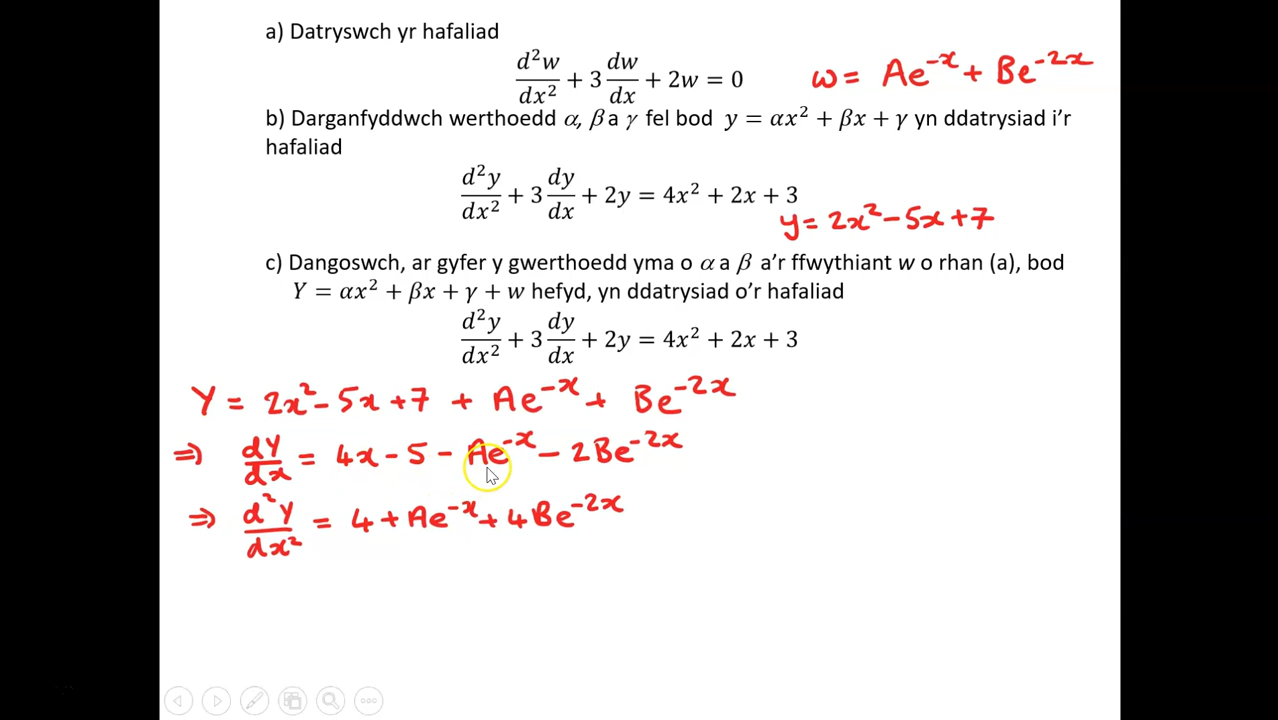 a) Datryswch yr hafaliad
d²w/dx² + 3 dw/dx + 2w = 0
w = Ae⁻ˣ + Be⁻²ˣ
b) Darganfyddwch werthoedd α, β a γ fel bod y = αx² + βx + γ yn ddatrysiad i’r
hafaliad
d²y/dx² + 3 dy/dx + 2y = 4x² + 2x + 3
y = 2x² - 5x + 7
c) Dangoswch, ar gyfer y gwerthoedd yma o α a β a’r ffwythiant w o rhan (a), bod
Y = αx² + βx + γ + w hefyd, yn ddatrysiad o’r hafaliad
d²y/dx² + 3 dy/dx + 2y = 4x² + 2x + 3
Y = 2x² - 5x + 7 + Ae⁻ˣ + Be⁻²ˣ
⇒ dY/dx = 4x - 5 - Ae⁻ˣ - 2Be⁻²ˣ
⇒ d²Y/dx² = 4 + Ae⁻ˣ + 4Be⁻²ˣ